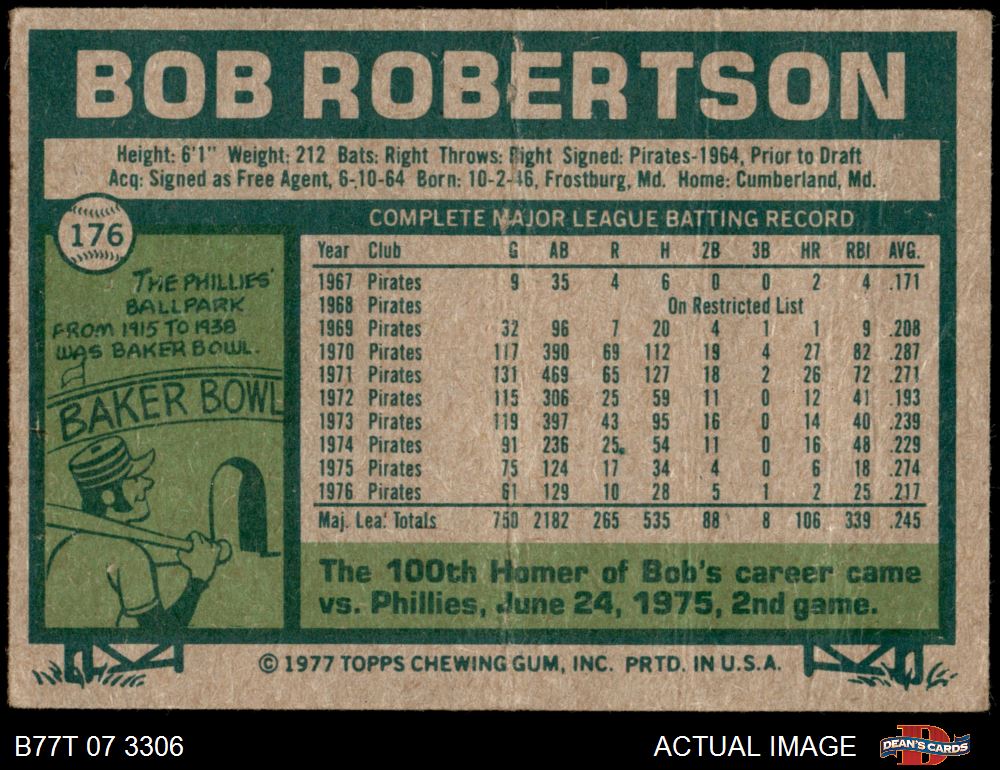 BOB ROBERTSON
Height: 6'1" Weight: 212 Bats: Right Throws: Right Signed: Pirates-1964, Prior to Draft
Acq: Signed as Free Agent, 6-10-64 Born: 10-2-46, Frostburg, Md. Home: Cumberland, Md.
176
THE PHILLIES'
BALLPARK
FROM 1915 TO 1938
WAS BAKER BOWL.
BAKER BOWL
COMPLETE MAJOR LEAGUE BATTING RECORD
Year Club G AB R H 2B 3B HR RBI AVG.
1967 Pirates 9 35 4 6 0 0 2 4 .171
1968 Pirates On Restricted List
1969 Pirates 32 96 7 20 4 1 1 9 .208
1970 Pirates 117 390 69 112 19 4 27 82 .287
1971 Pirates 131 469 65 127 18 2 26 72 .271
1972 Pirates 115 306 25 59 11 0 12 41 .193
1973 Pirates 119 397 43 95 16 0 14 40 .239
1974 Pirates 91 236 25 54 11 0 16 48 .229
1975 Pirates 75 124 17 34 4 0 6 18 .274
1976 Pirates 61 129 10 28 5 1 2 25 .217
Maj. Lea. Totals 750 2182 265 535 88 8 106 339 .245
The 100th Homer of Bob's career came
vs. Phillies, June 24, 1975, 2nd game.
© 1977 TOPPS CHEWING GUM, INC. PRTD. IN U.S.A.
B77T 07 3306
ACTUAL IMAGE
D
DEAN'S CARDS